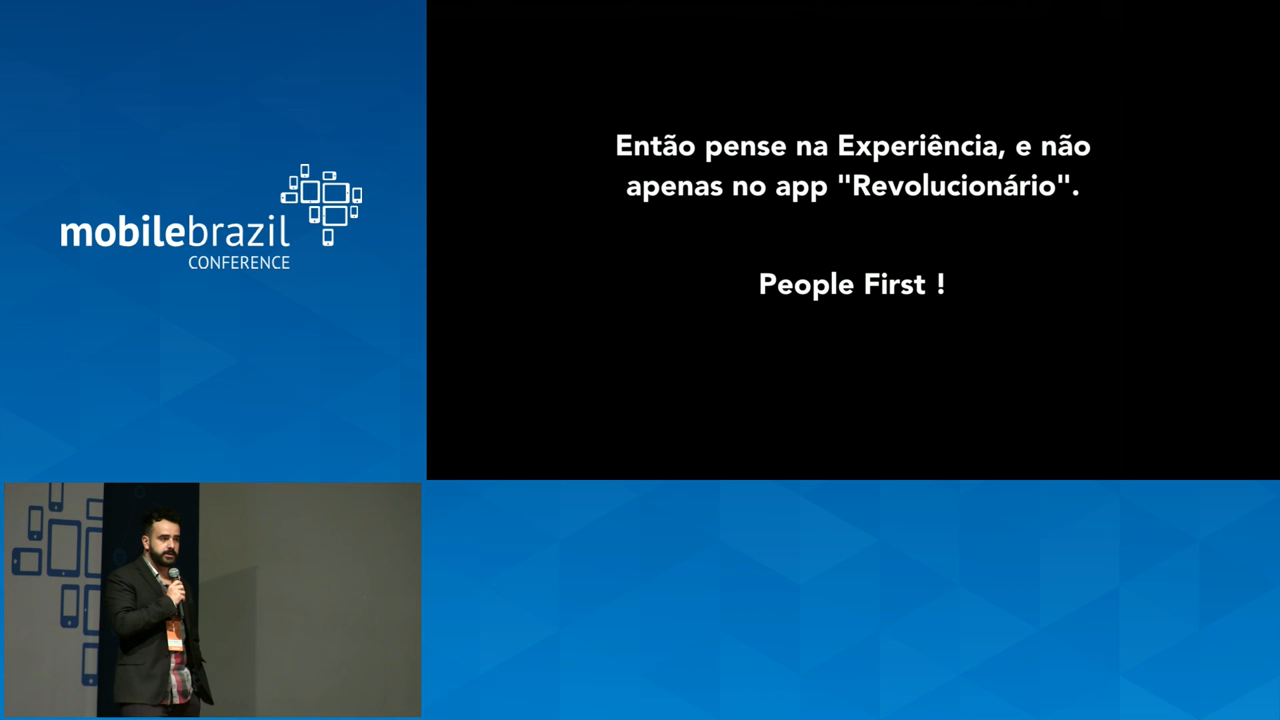 mobilebrazil
CONFERENCE
Então pense na Experiência, e não
apenas no app "Revolucionário".
People First !